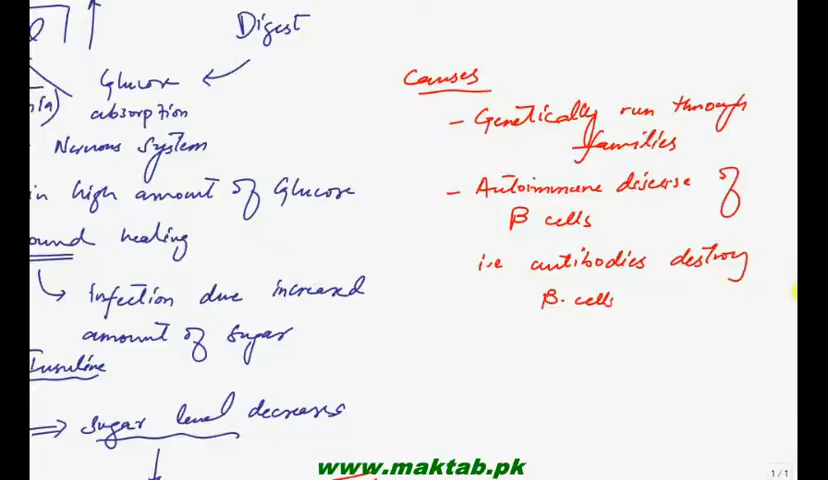 Digest
Glucose
absorption
Nervous System
in high amount of Glucose
ound healing
Infection due increased
amount of Sugar
Insuline
Sugar level decreases
Causes
- Genetically run through
families
- Autoimmune disease of
β cells
i.e antibodies destroy
β. cells
www.maktab.pk
1/1